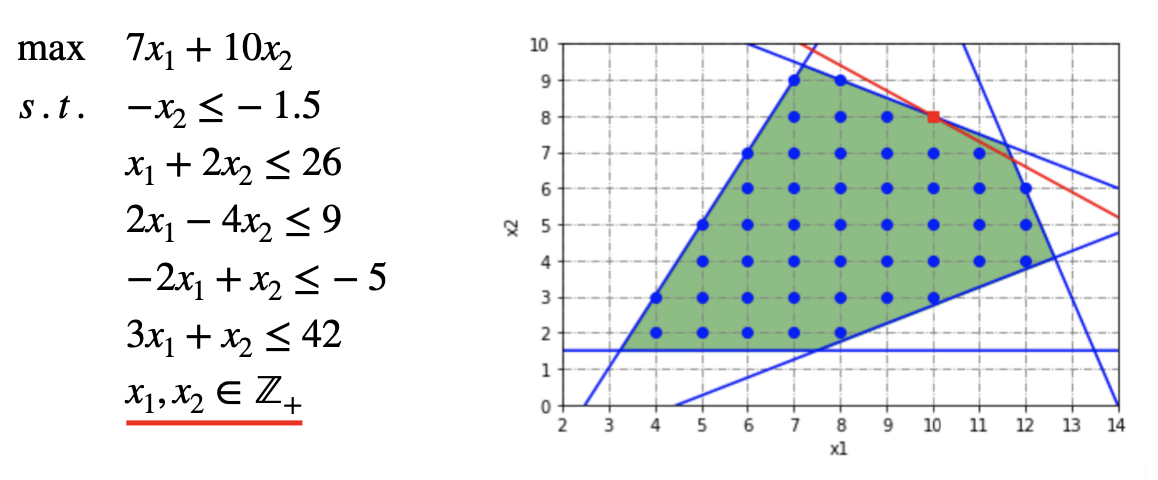 max 7x₁ + 10x₂
s.t. −x₂ ≤ − 1.5
x₁ + 2x₂ ≤ 26
2x₁ − 4x₂ ≤ 9
−2x₁ + x₂ ≤ − 5
3x₁ + x₂ ≤ 42
x₁, x₂ ∈ ℤ₊
10
9
8
7
6
5
4
3
2
1
0
x2
2 3 4 5 6 7 8 9 10 11 12 13 14
x1